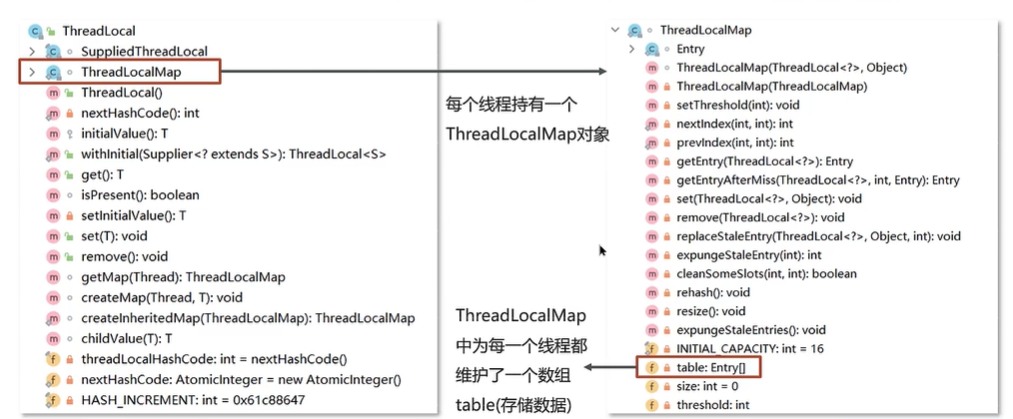 ThreadLocal
SuppliedThreadLocal
ThreadLocalMap
ThreadLocal()
nextHashCode(): int
initialValue(): T
withInitial(Supplier<? extends S>): ThreadLocal<S>
get(): T
isPresent(): boolean
setInitialValue(): T
set(T): void
remove(): void
getMap(Thread): ThreadLocalMap
createMap(Thread, T): void
createInheritedMap(ThreadLocalMap): ThreadLocalMap
childValue(T): T
threadLocalHashCode: int = nextHashCode()
nextHashCode: AtomicInteger = new AtomicInteger()
HASH_INCREMENT: int = 0x61c88647
每个线程持有一个
ThreadLocalMap对象
ThreadLocalMap
中为每一个线程都
维护了一个数组
table(存储数据)
ThreadLocalMap
Entry
ThreadLocalMap(ThreadLocal<?>, Object)
ThreadLocalMap(ThreadLocalMap)
setThreshold(int): void
nextIndex(int, int): int
prevIndex(int, int): int
getEntry(ThreadLocal<?>): Entry
getEntryAfterMiss(ThreadLocal<?>, int, Entry): Entry
set(ThreadLocal<?>, Object): void
remove(ThreadLocal<?>): void
replaceStaleEntry(ThreadLocal<?>, Object, int): void
expungeStaleEntry(int): int
cleanSomeSlots(int, int): boolean
rehash(): void
resize(): void
expungeStaleEntries(): void
INITIAL_CAPACITY: int = 16
table: Entry[]
size: int = 0
threshold: int